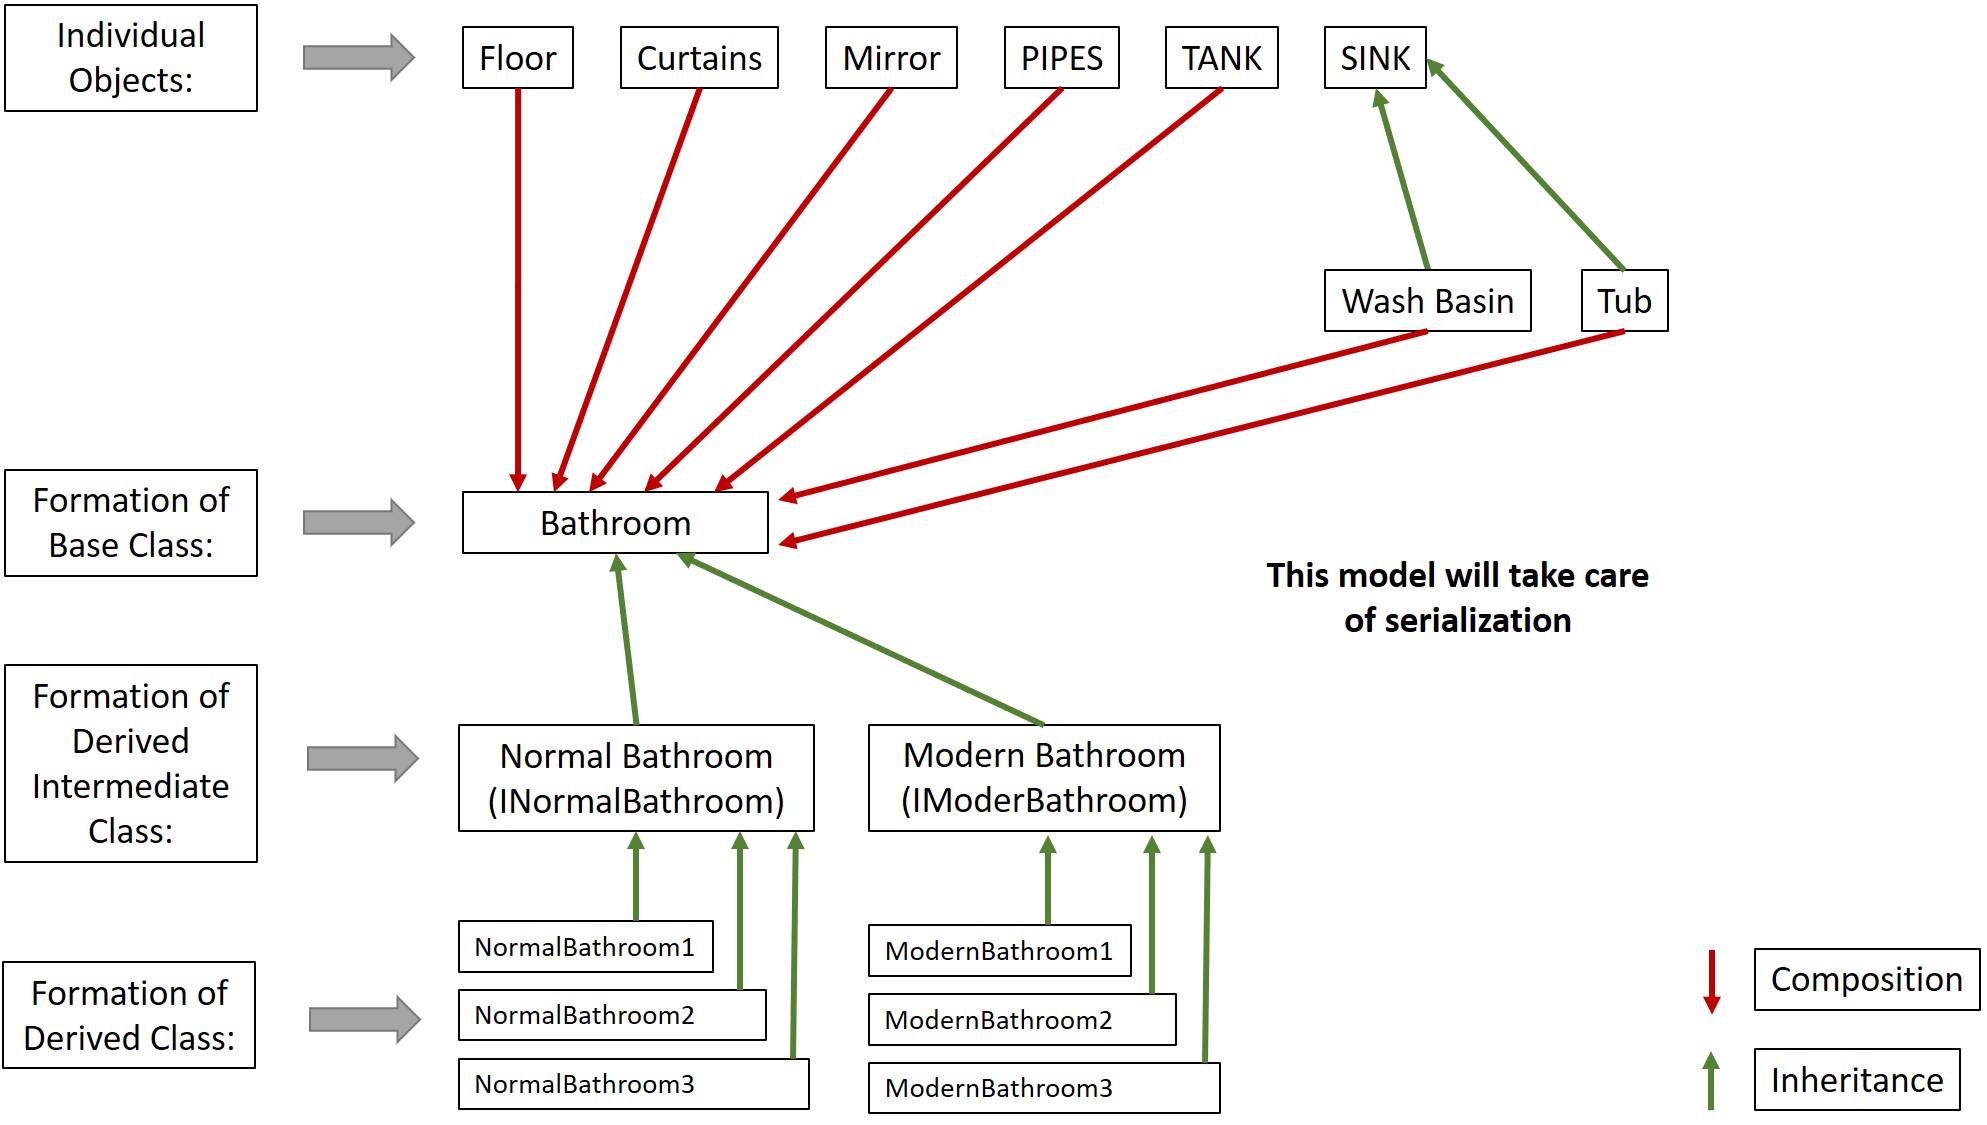 Individual
Objects:
Floor
Curtains
Mirror
PIPES
TANK
SINK
Wash Basin
Tub
Formation of
Base Class:
Bathroom
This model will take care
of serialization
Formation of
Derived
Intermediate
Class:
Normal Bathroom
(INormalBathroom)
Modern Bathroom
(IModerBathroom)
Formation of
Derived Class:
NormalBathroom1
NormalBathroom2
NormalBathroom3
ModernBathroom1
ModernBathroom2
ModernBathroom3
Composition
Inheritance